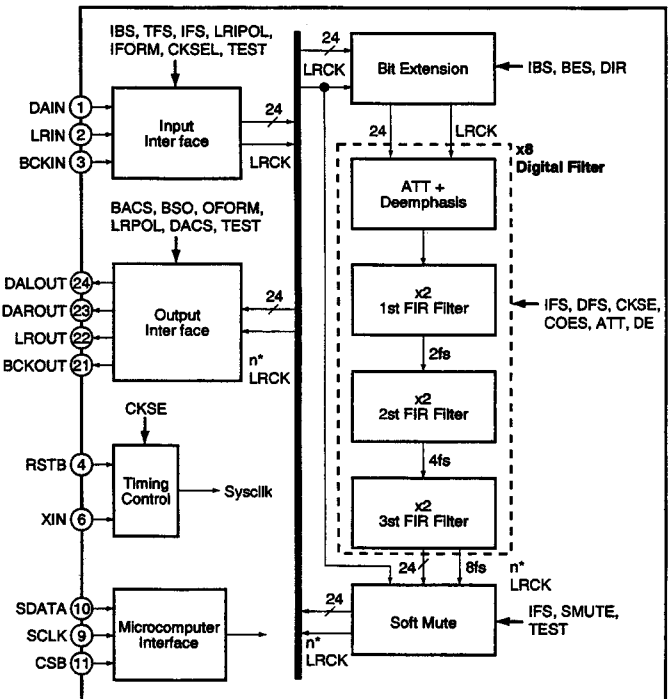 IBS, TFS, IFS, LRIPOL,
IFORM, CKSEL, TEST
DAIN 1
LRIN 2
BCKIN 3
Input
Interface
24
LRCK
24
LRCK
Bit Extension
IBS, BES, DIR
24
LRCK
x8
Digital Filter
ATT +
Deemphasis
x2
1st FIR Filter
IFS, DFS, CKSE,
COES, ATT, DE
2fs
x2
2st FIR Filter
4fs
x2
3st FIR Filter
24
8fs
n*
LRCK
Soft Mute
IFS, SMUTE,
TEST
24
n*
LRCK
BACS, BSO, OFORM,
LRPOL, DACS, TEST
DALOUT 24
DAROUT 23
LROUT 22
BCKOUT 21
Output
Interface
24
n*
LRCK
CKSE
RSTB 4
XIN 6
Timing
Control
Sysclk
SDATA 10
SCLK 9
CSB 11
Microcomputer
Interface